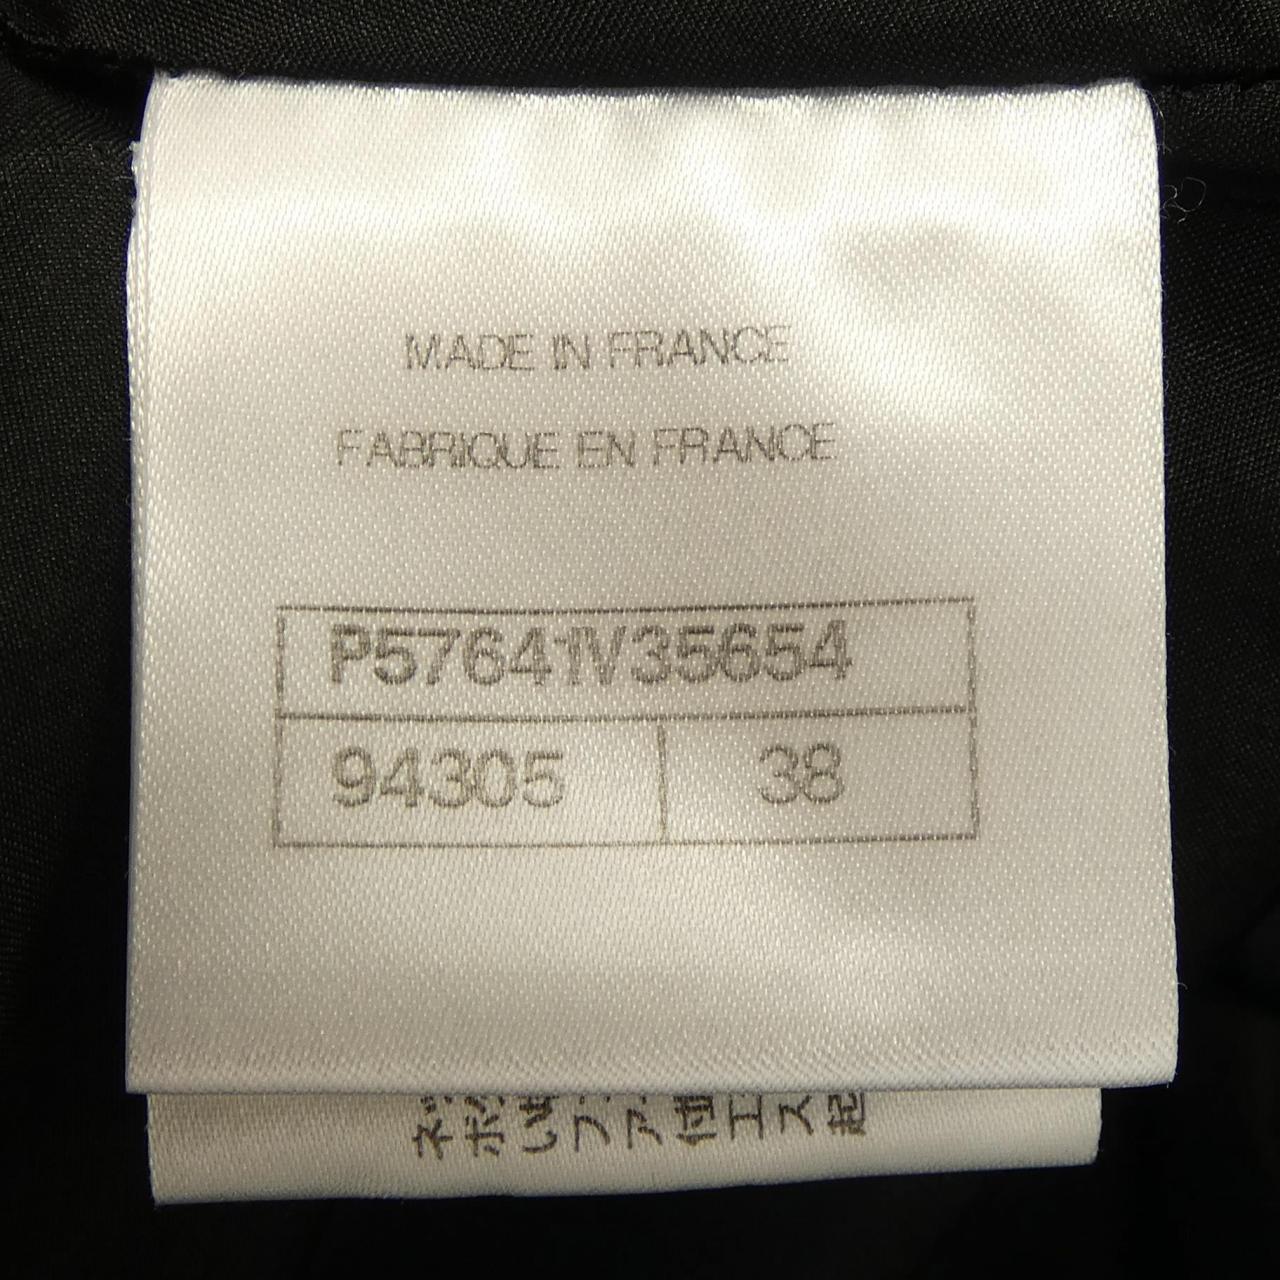 MADE IN FRANCE
FABRIQUE EN FRANCE
P57641V35654
94305 38